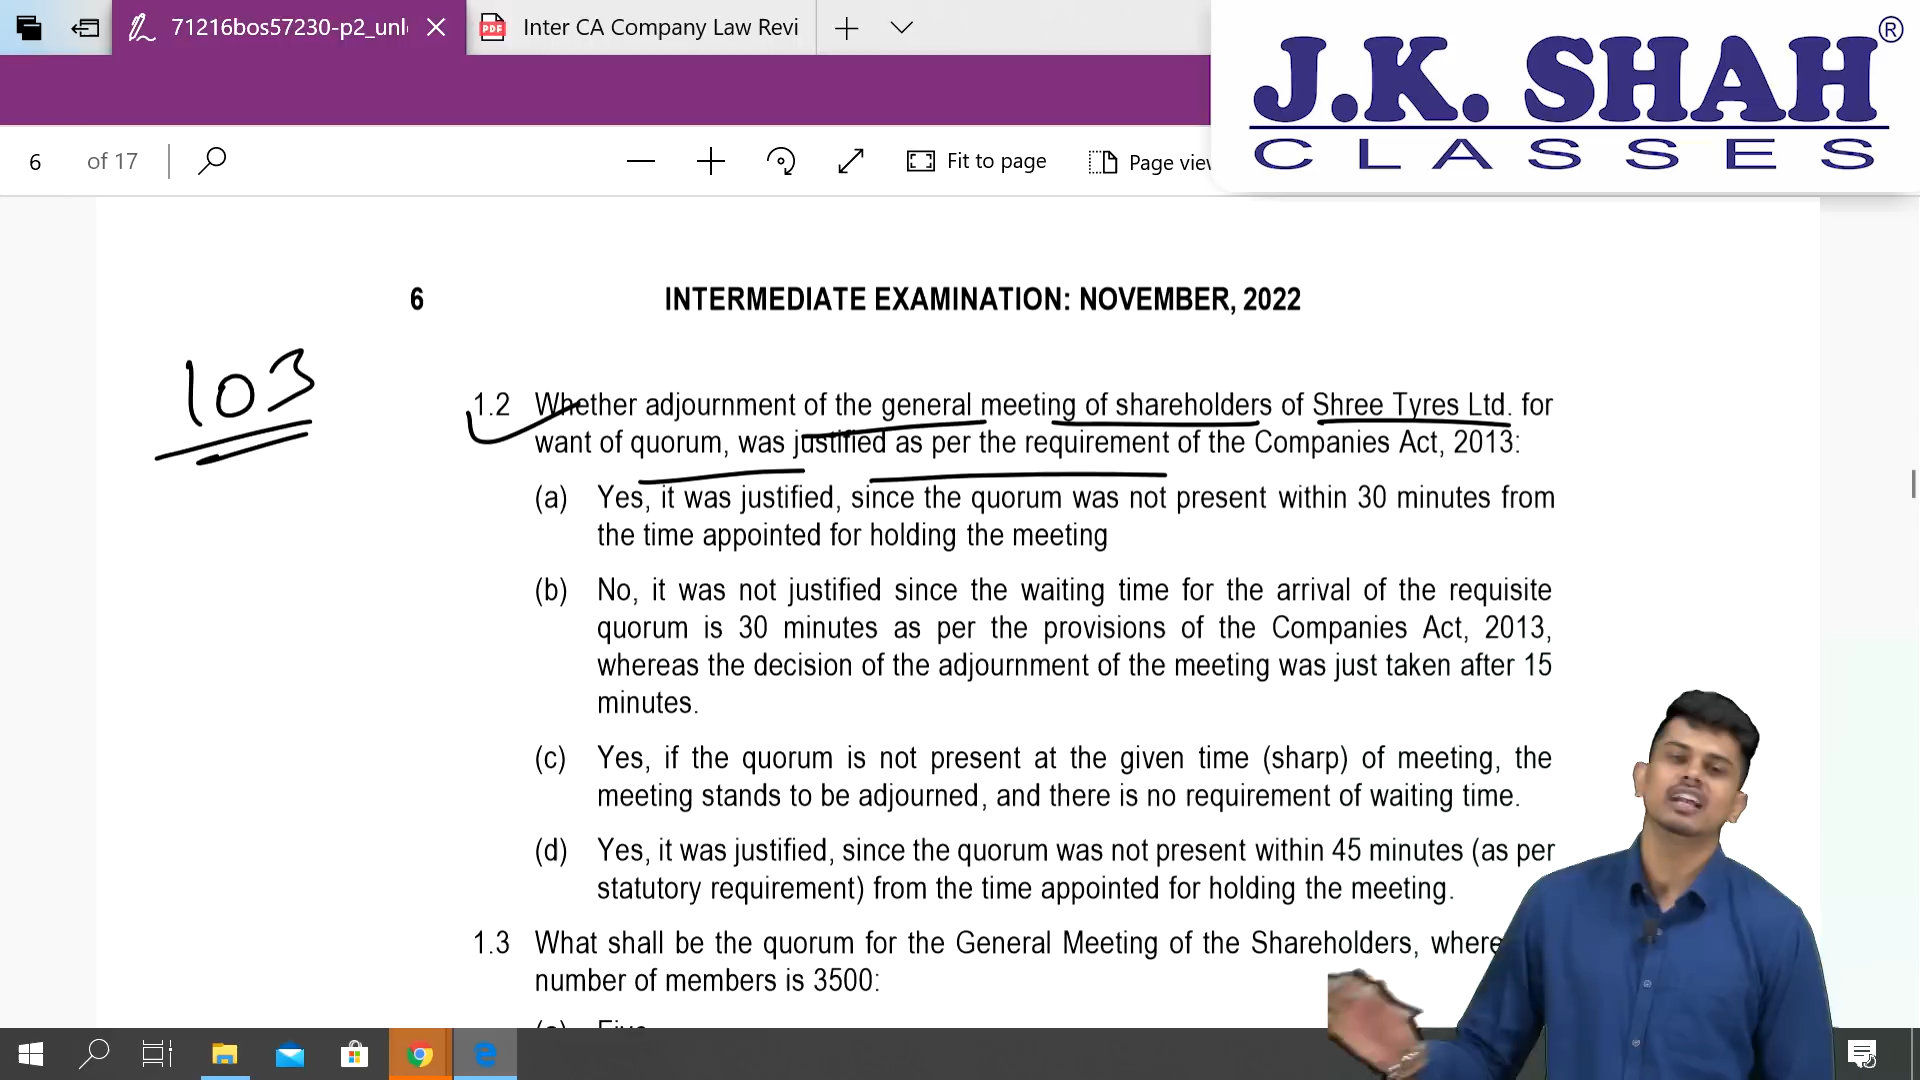 71216bos57230-p2_unl
Inter CA Company Law Revi
J.K. SHAH®
CLASSES
6 of 17
Fit to page
Page view
6 INTERMEDIATE EXAMINATION: NOVEMBER, 2022
103
1.2 Whether adjournment of the general meeting of shareholders of Shree Tyres Ltd. for
want of quorum, was justified as per the requirement of the Companies Act, 2013:
(a) Yes, it was justified, since the quorum was not present within 30 minutes from
the time appointed for holding the meeting
(b) No, it was not justified since the waiting time for the arrival of the requisite
quorum is 30 minutes as per the provisions of the Companies Act, 2013,
whereas the decision of the adjournment of the meeting was just taken after 15
minutes.
(c) Yes, if the quorum is not present at the given time (sharp) of meeting, the
meeting stands to be adjourned, and there is no requirement of waiting time.
(d) Yes, it was justified, since the quorum was not present within 45 minutes (as per
statutory requirement) from the time appointed for holding the meeting.
1.3 What shall be the quorum for the General Meeting of the Shareholders, where
number of members is 3500: